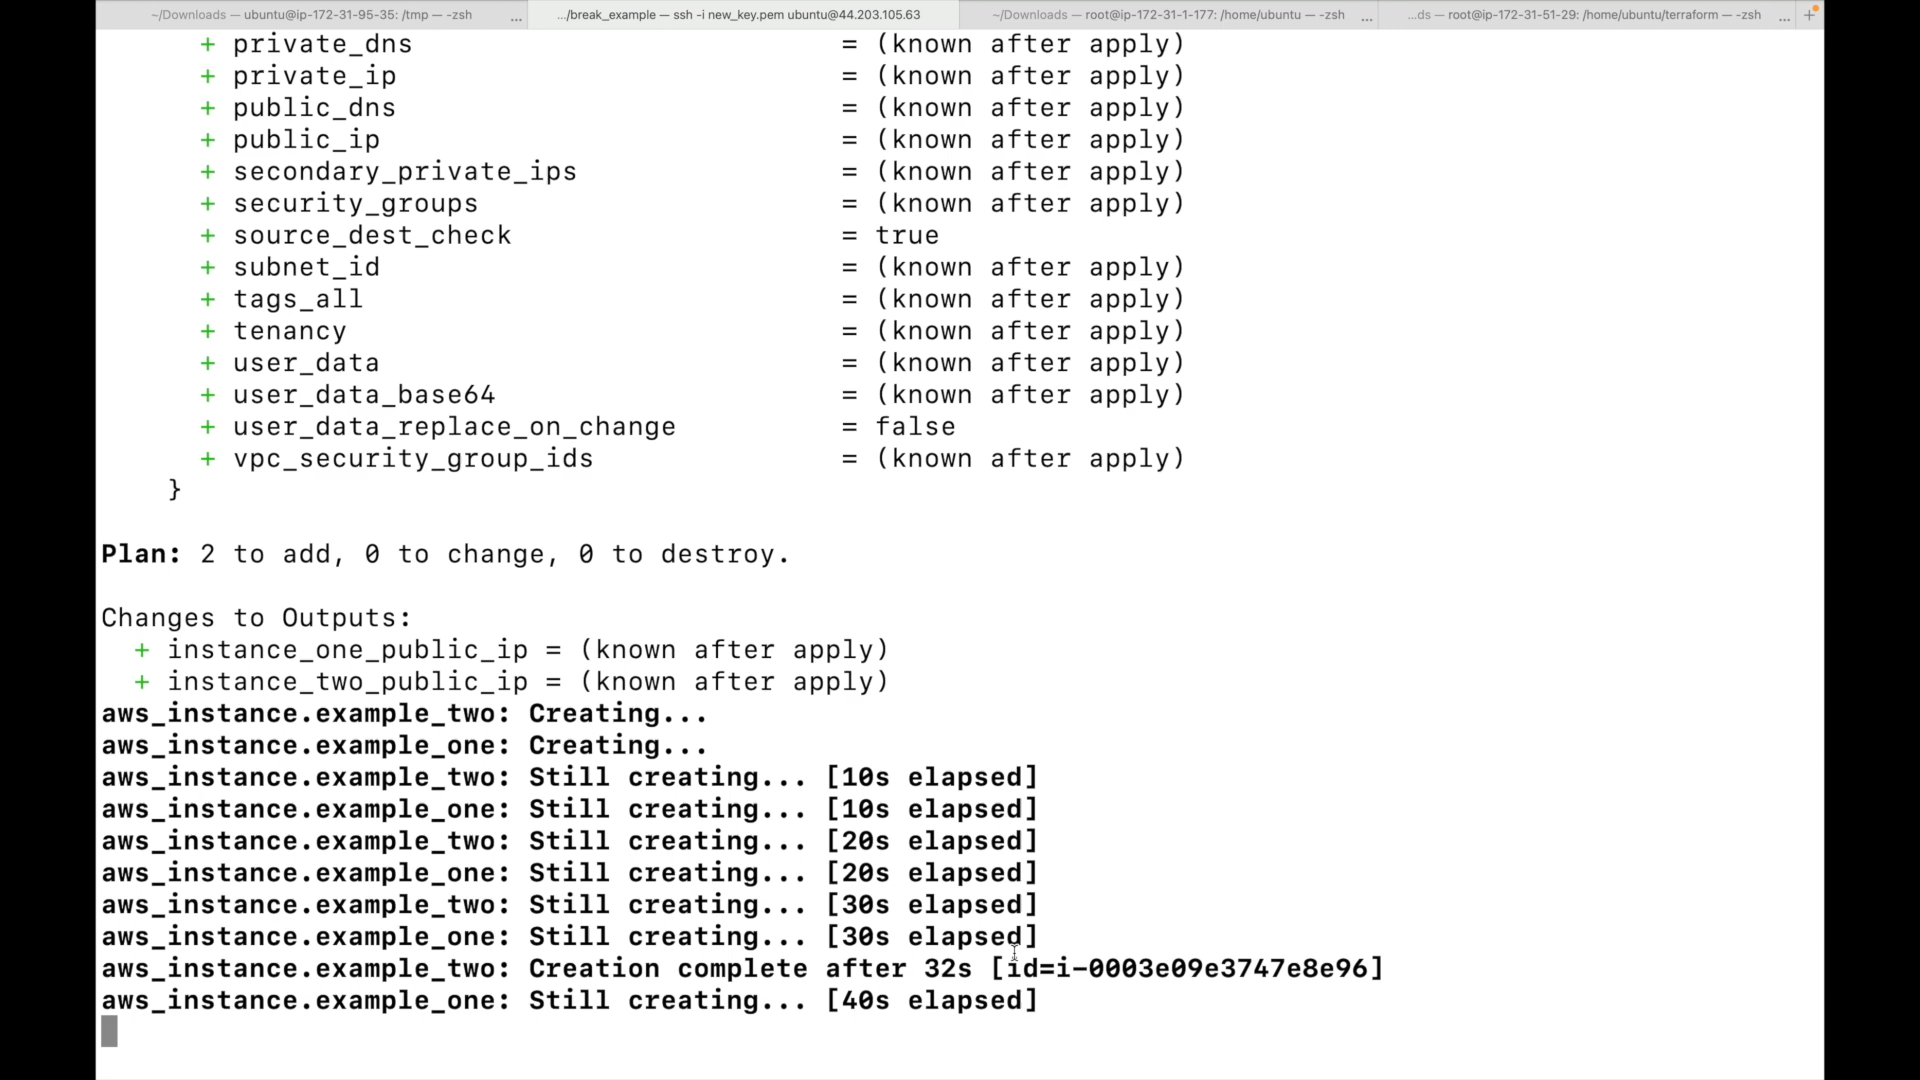 ~/Downloads — ubuntu@ip-172-31-95-35: /tmp — -zsh ...
.../break_example — ssh -i new_key.pem ubuntu@44.203.105.63
~/Downloads — root@ip-172-31-1-177: /home/ubuntu — -zsh ...
...ds — root@ip-172-31-51-29: /home/ubuntu/terraform — -zsh ... +
+ private_dns = (known after apply)
+ private_ip = (known after apply)
+ public_dns = (known after apply)
+ public_ip = (known after apply)
+ secondary_private_ips = (known after apply)
+ security_groups = (known after apply)
+ source_dest_check = true
+ subnet_id = (known after apply)
+ tags_all = (known after apply)
+ tenancy = (known after apply)
+ user_data = (known after apply)
+ user_data_base64 = (known after apply)
+ user_data_replace_on_change = false
+ vpc_security_group_ids = (known after apply)
}
Plan: 2 to add, 0 to change, 0 to destroy.
Changes to Outputs:
+ instance_one_public_ip = (known after apply)
+ instance_two_public_ip = (known after apply)
aws_instance.example_two: Creating...
aws_instance.example_one: Creating...
aws_instance.example_two: Still creating... [10s elapsed]
aws_instance.example_one: Still creating... [10s elapsed]
aws_instance.example_two: Still creating... [20s elapsed]
aws_instance.example_one: Still creating... [20s elapsed]
aws_instance.example_two: Still creating... [30s elapsed]
aws_instance.example_one: Still creating... [30s elapsed]
aws_instance.example_two: Creation complete after 32s [id=i-0003e09e3747e8e96]
aws_instance.example_one: Still creating... [40s elapsed]